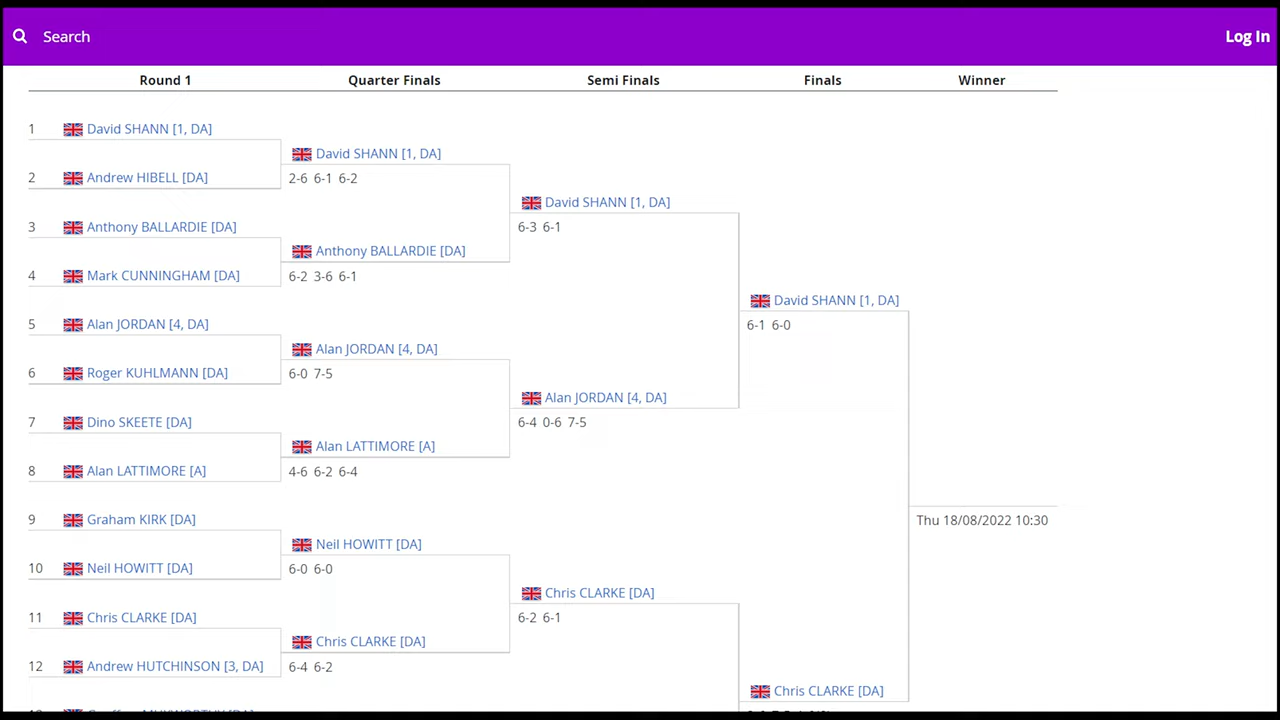 Search
Log In
Round 1 Quarter Finals Semi Finals Finals Winner
1 David SHANN [1, DA]
David SHANN [1, DA]
2 Andrew HIBELL [DA]
2-6 6-1 6-2
David SHANN [1, DA]
3 Anthony BALLARDIE [DA]
6-3 6-1
Anthony BALLARDIE [DA]
4 Mark CUNNINGHAM [DA]
6-2 3-6 6-1
David SHANN [1, DA]
5 Alan JORDAN [4, DA]
6-1 6-0
Alan JORDAN [4, DA]
6 Roger KUHLMANN [DA]
6-0 7-5
Alan JORDAN [4, DA]
7 Dino SKEETE [DA]
6-4 0-6 7-5
Alan LATTIMORE [A]
8 Alan LATTIMORE [A]
4-6 6-2 6-4
9 Graham KIRK [DA]
Thu 18/08/2022 10:30
Neil HOWITT [DA]
10 Neil HOWITT [DA]
6-0 6-0
Chris CLARKE [DA]
11 Chris CLARKE [DA]
6-2 6-1
Chris CLARKE [DA]
12 Andrew HUTCHINSON [3, DA]
6-4 6-2
Chris CLARKE [DA]